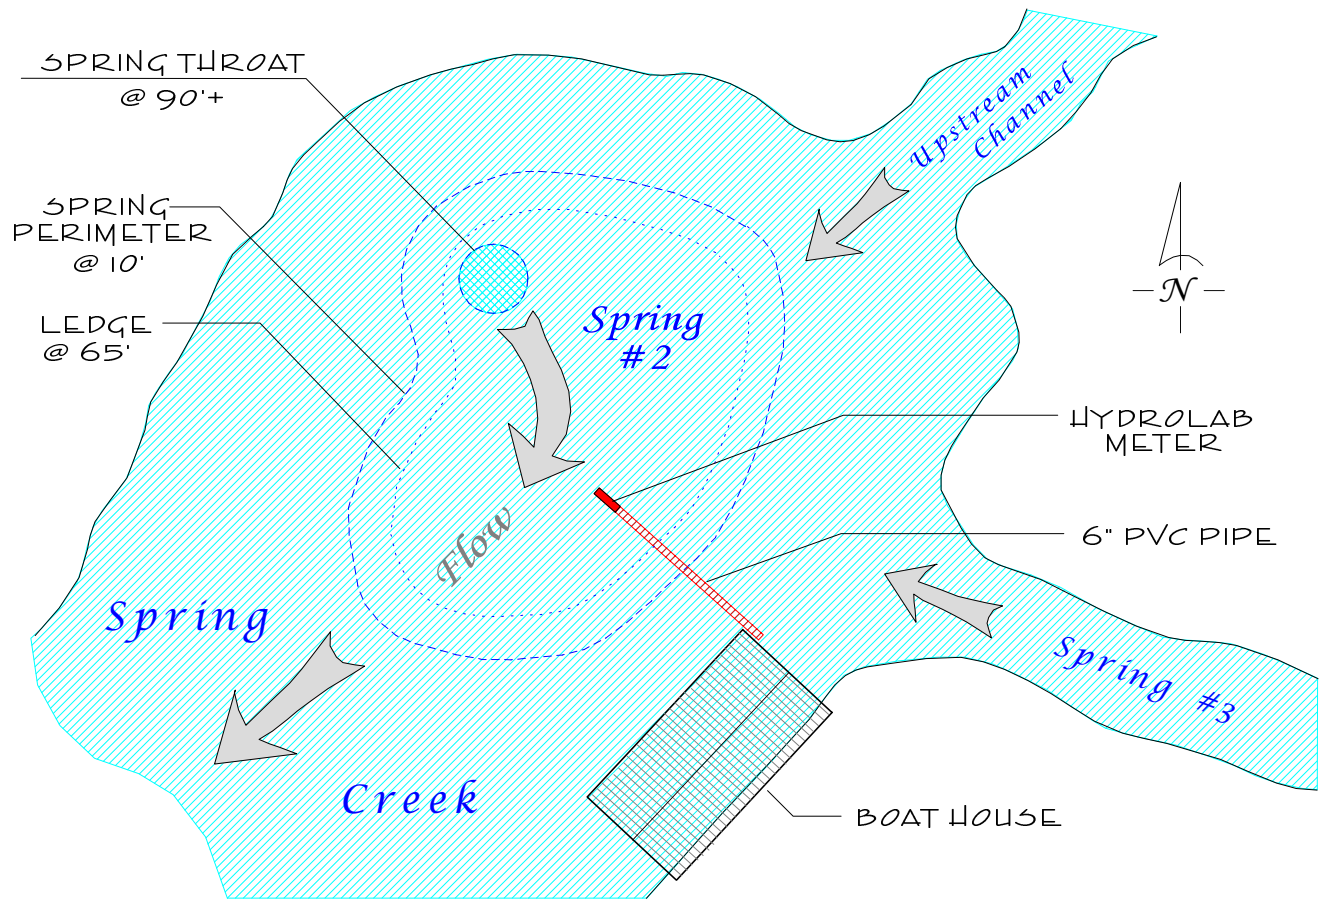 SPRING THROAT
@ 90'+
SPRING
PERIMETER
@ 10'
LEDGE
@ 65'
Upstream
Channel
N
Spring
#2
HYDROLAB
METER
6" PVC PIPE
Flow
Spring
Creek
Spring #3
BOAT HOUSE